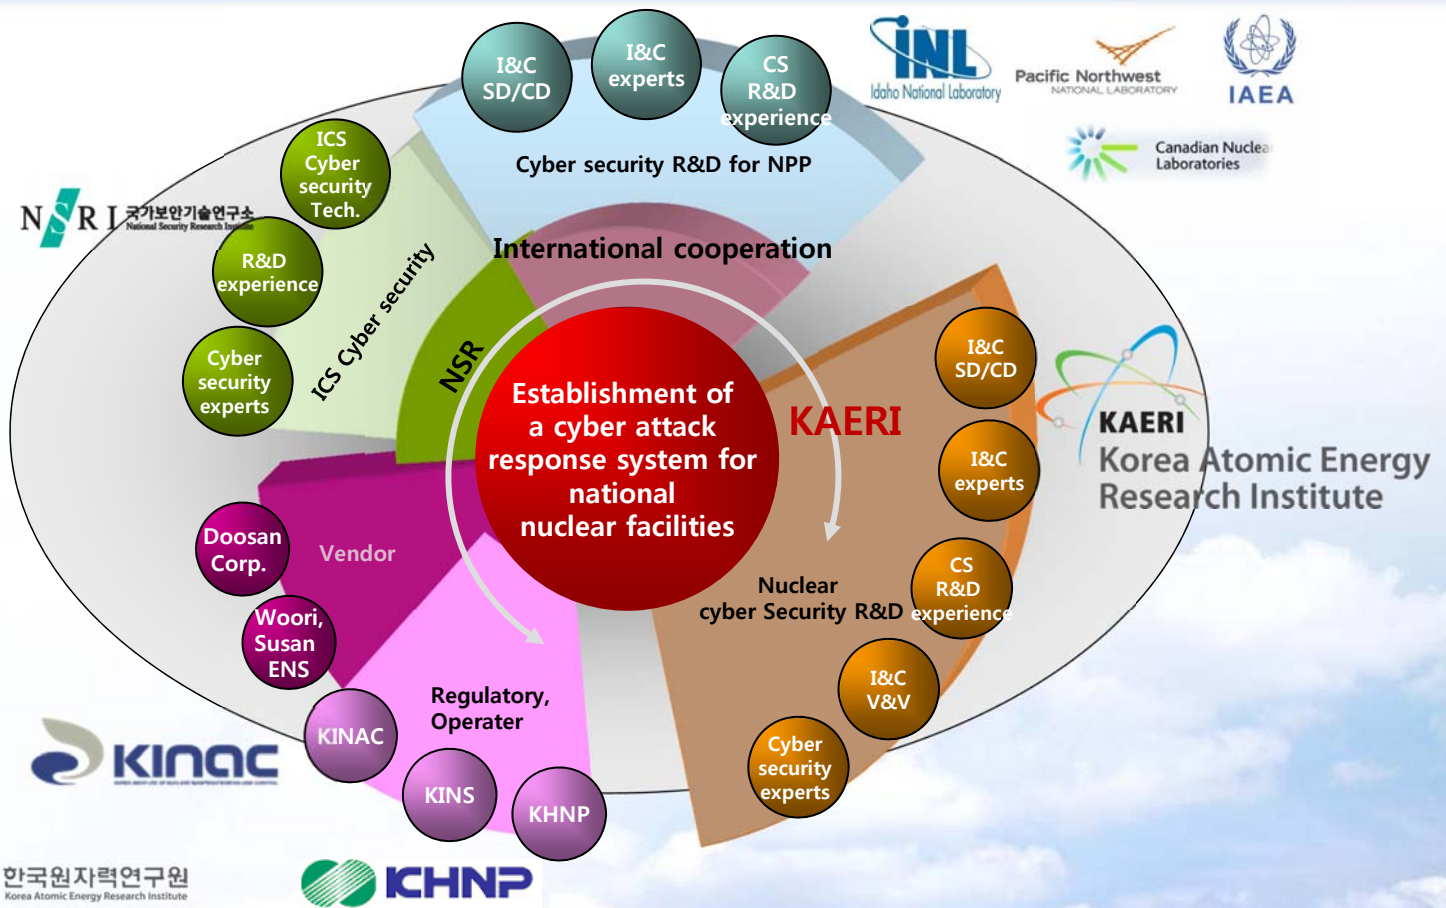 I&C
SD/CD
I&C
experts
CS
R&D
experience
Cyber security R&D for NPP
International cooperation
INL
Idaho National Laboratory
Pacific Northwest
NATIONAL LABORATORY
IAEA
Canadian Nuclea
Laboratories
NSRI 국가보안기술연구소
National Security Research Institute
ICS
Cyber
security
Tech.
R&D
experience
Cyber
security
experts
ICS Cyber security
NSR
Establishment of
a cyber attack
response system for
national
nuclear facilities
KAERI
I&C
SD/CD
I&C
experts
CS
R&D
experience
I&C
V&V
Cyber
security
experts
Nuclear
cyber Security R&D
KAERI
Korea Atomic Energy
Research Institute
Doosan
Corp.
Woori,
Susan
ENS
Vendor
Regulatory,
Operater
KINAC
KINS
KHNP
KINAC
한국원자력연구원
Korea Atomic Energy Research Institute
KHNP